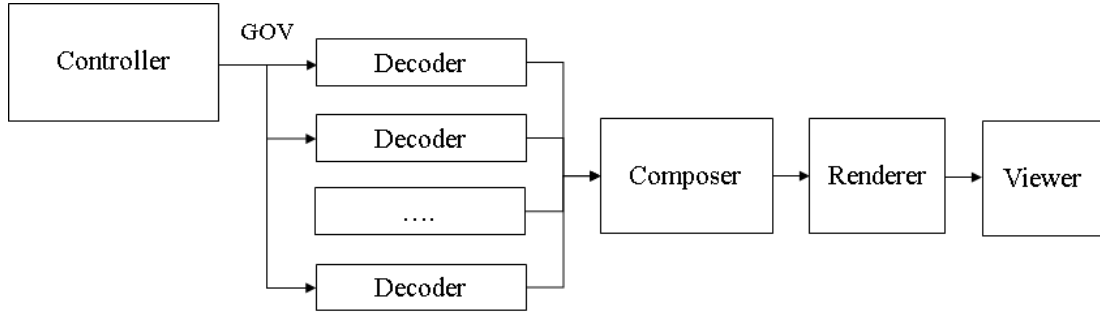 GOV
Controller
Decoder
Decoder
....
Decoder
Composer
Renderer
Viewer